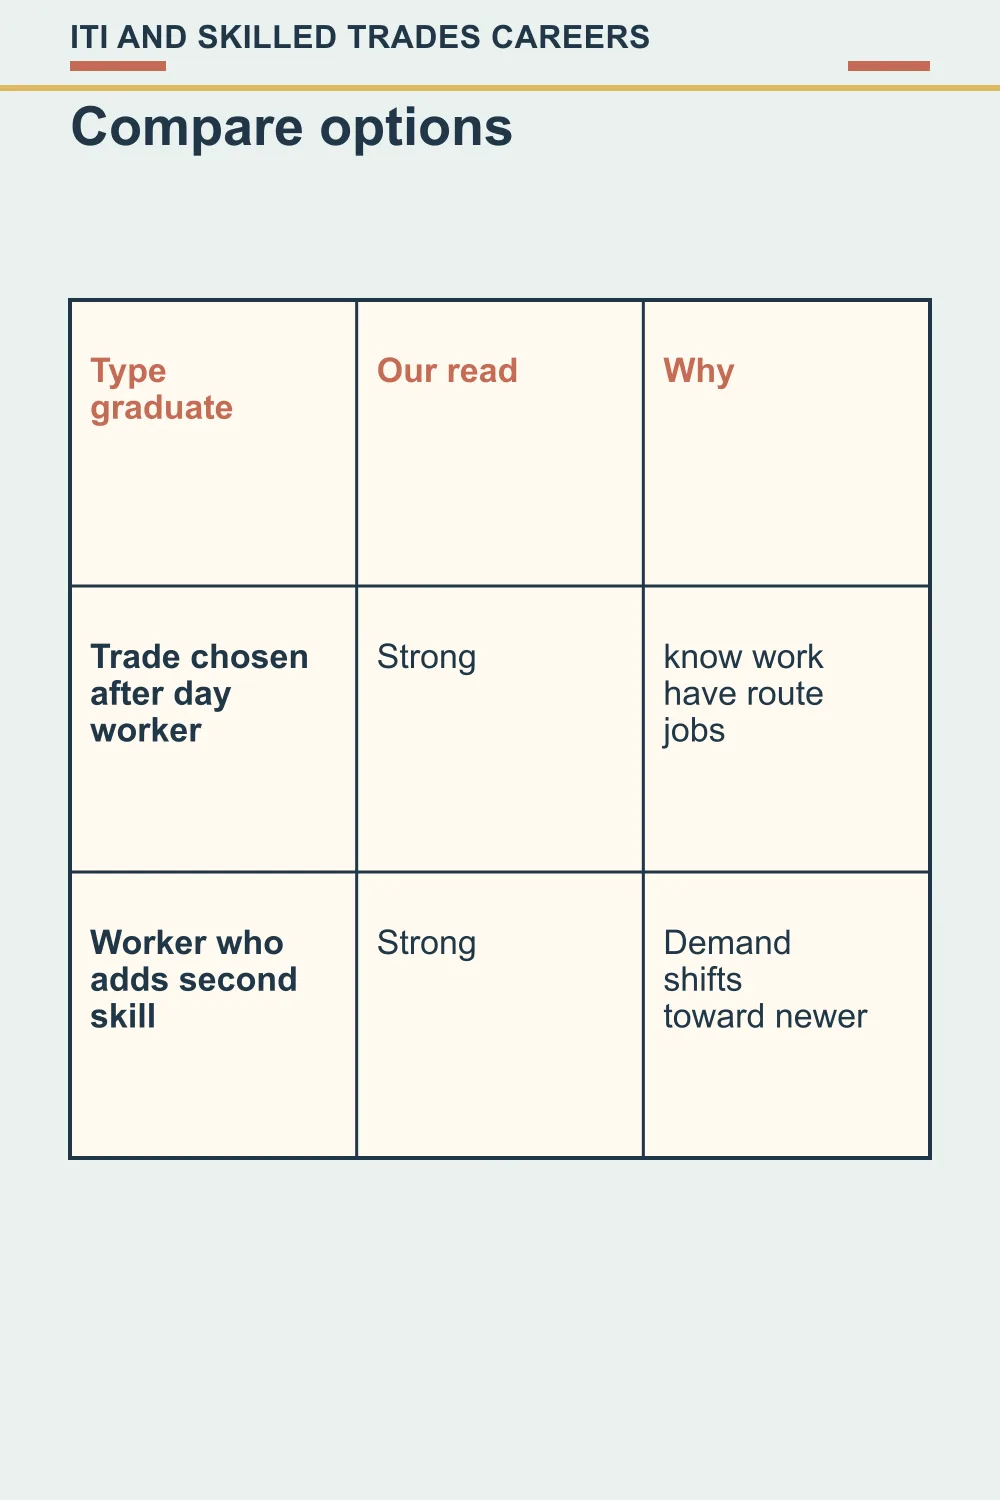 ITI AND SKILLED TRADES CAREERS
Compare options
Type
graduate
Our read
Why
Trade chosen
after day
worker
Strong
know work
have route
jobs
Worker who
adds second
skill
Strong
Demand
shifts
toward newer